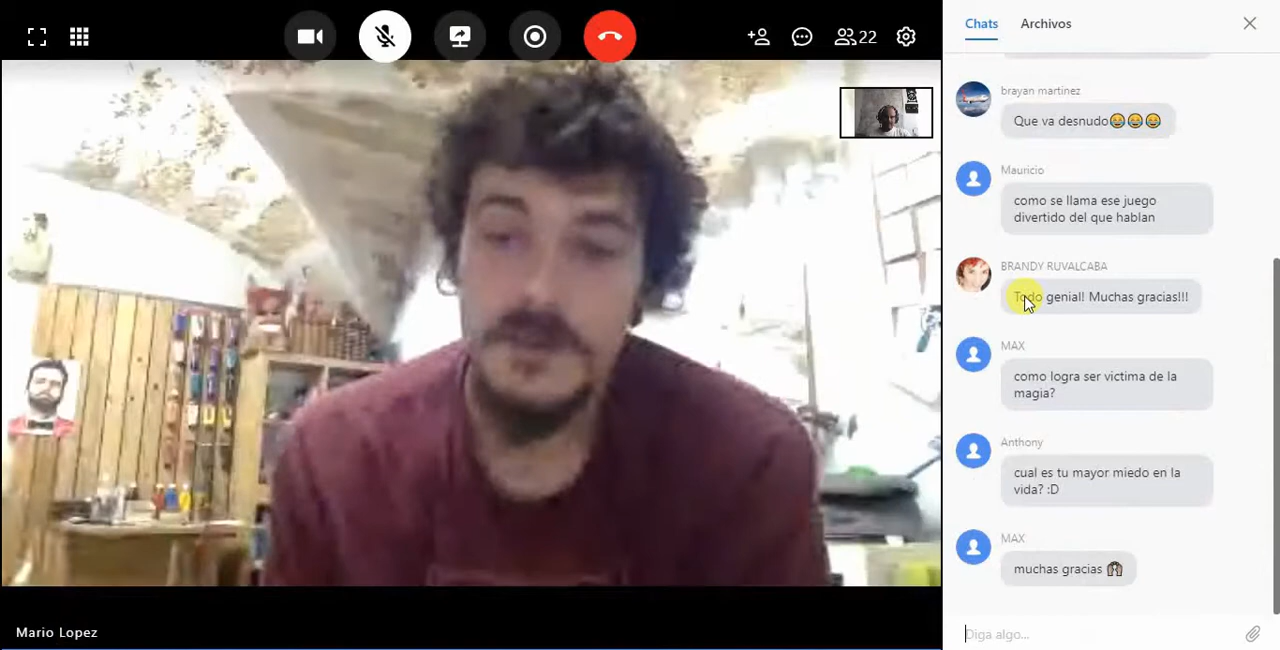 22
Chats
Archivos
brayan martinez
Que va desnudo😂😂😂
Mauricio
como se llama ese juego
divertido del que hablan
BRANDY RUVALCABA
Todo genial! Muchas gracias!!!
MAX
como logra ser victima de la
magia?
Anthony
cual es tu mayor miedo en la
vida? :D
MAX
muchas gracias
Diga algo...
Mario Lopez